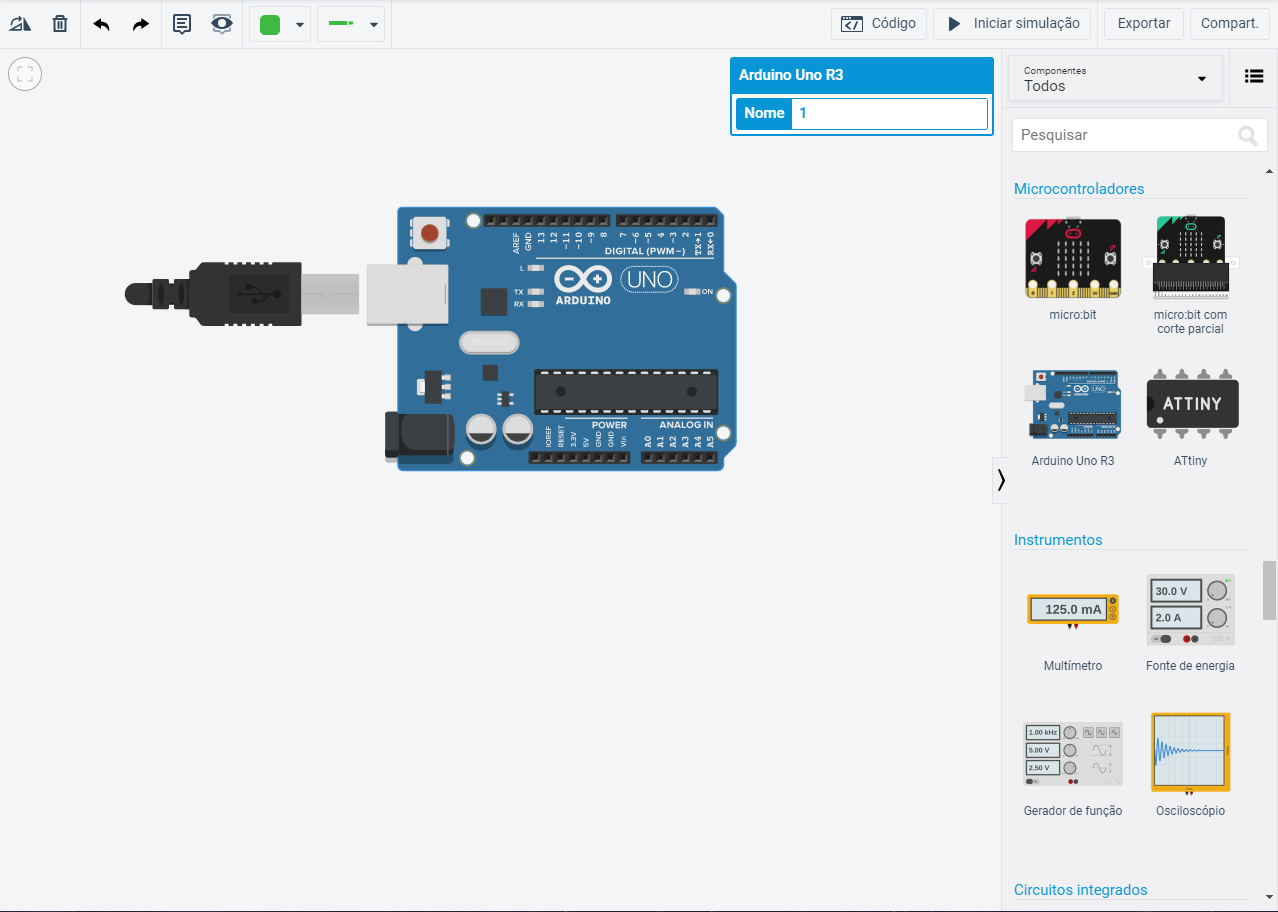 Código
Iniciar simulação
Exportar
Compart.
Arduino Uno R3
Nome 1
Componentes
Todos
Pesquisar
Microcontroladores
micro:bit
micro:bit com
corte parcial
Arduino Uno R3
ATTINY
ATtiny
Instrumentos
125.0 mA
Multímetro
30.0 V
2.0 A
Fonte de energia
1.00 kHz
5.00 V
2.50 V
Gerador de função
Osciloscópio
Circuitos integrados
AREF
GND
13
12
~11
~10
~9
8
7
~6
~5
4
~3
2
TX→1
RX←0
DIGITAL (PWM~)
L
TX
RX
ARDUINO
UNO
ON
POWER
ANALOG IN
IOREF
RESET
3.3V
5V
GND
GND
Vin
A0
A1
A2
A3
A4
A5